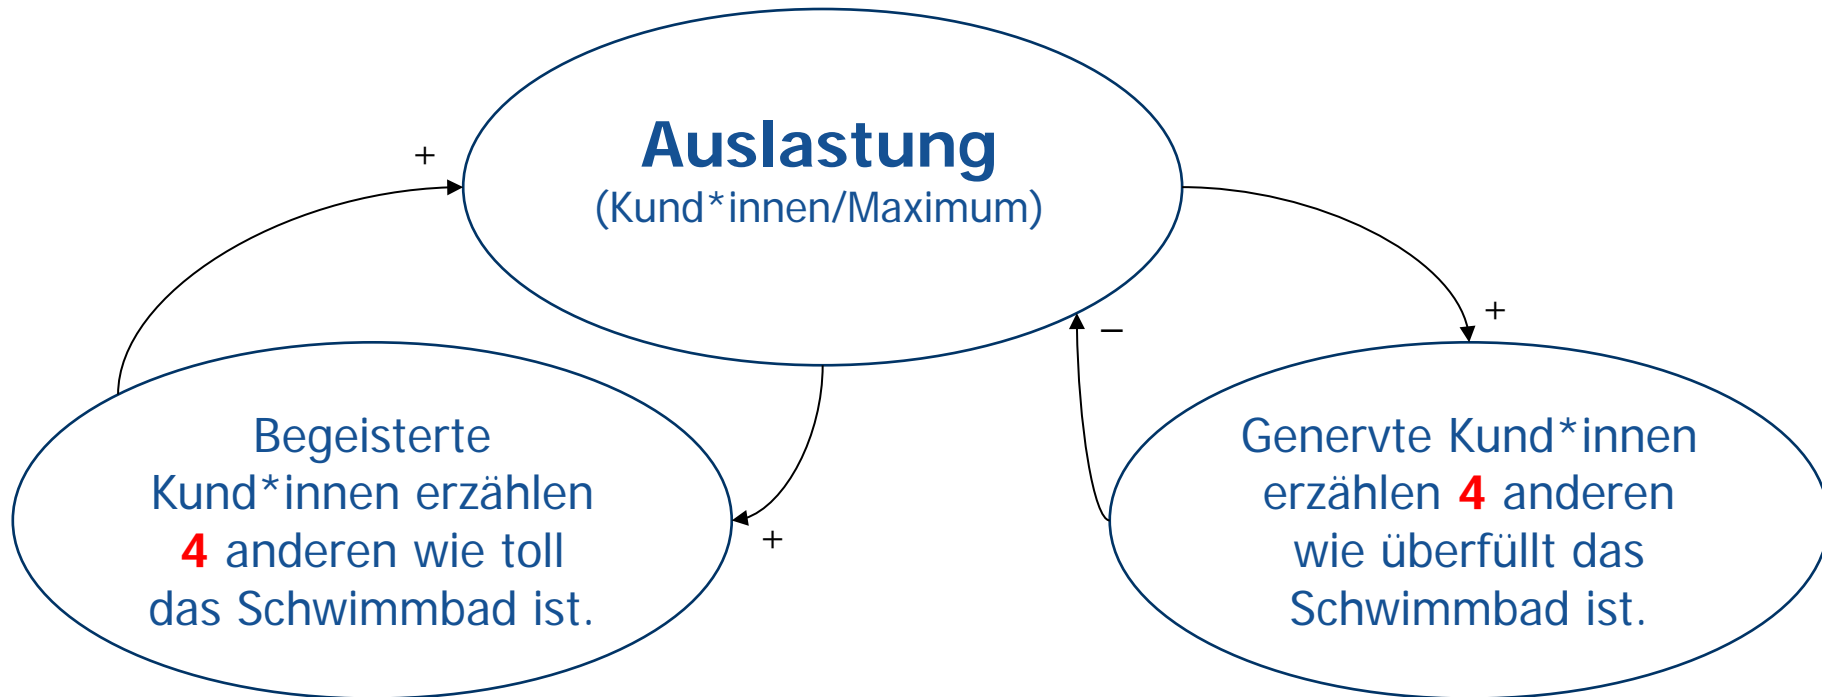 Auslastung
(Kund*innen/Maximum)
+
+
–
Begeisterte
Kund*innen erzählen
4 anderen wie toll
das Schwimmbad ist.
+
Genervte Kund*innen
erzählen 4 anderen
wie überfüllt das
Schwimmbad ist.